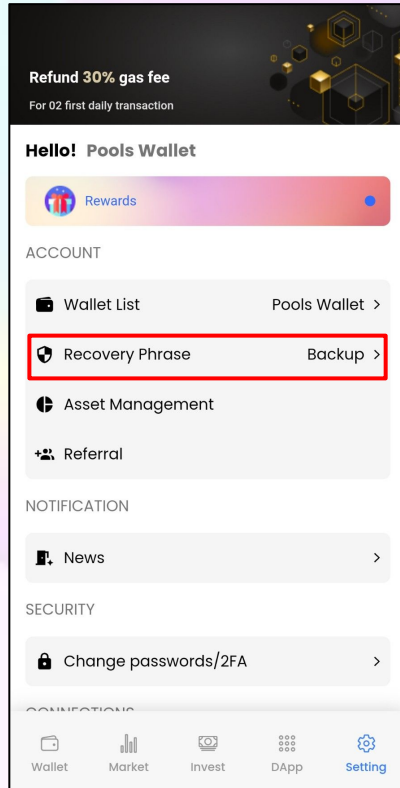 Refund 30% gas fee
For 02 first daily transaction
Hello! Pools Wallet
Rewards
ACCOUNT
Wallet List Pools Wallet >
Recovery Phrase Backup >
Asset Management
Referral
NOTIFICATION
News >
SECURITY
Change passwords/2FA >
CONNECTIONS
Wallet Market Invest DApp Setting